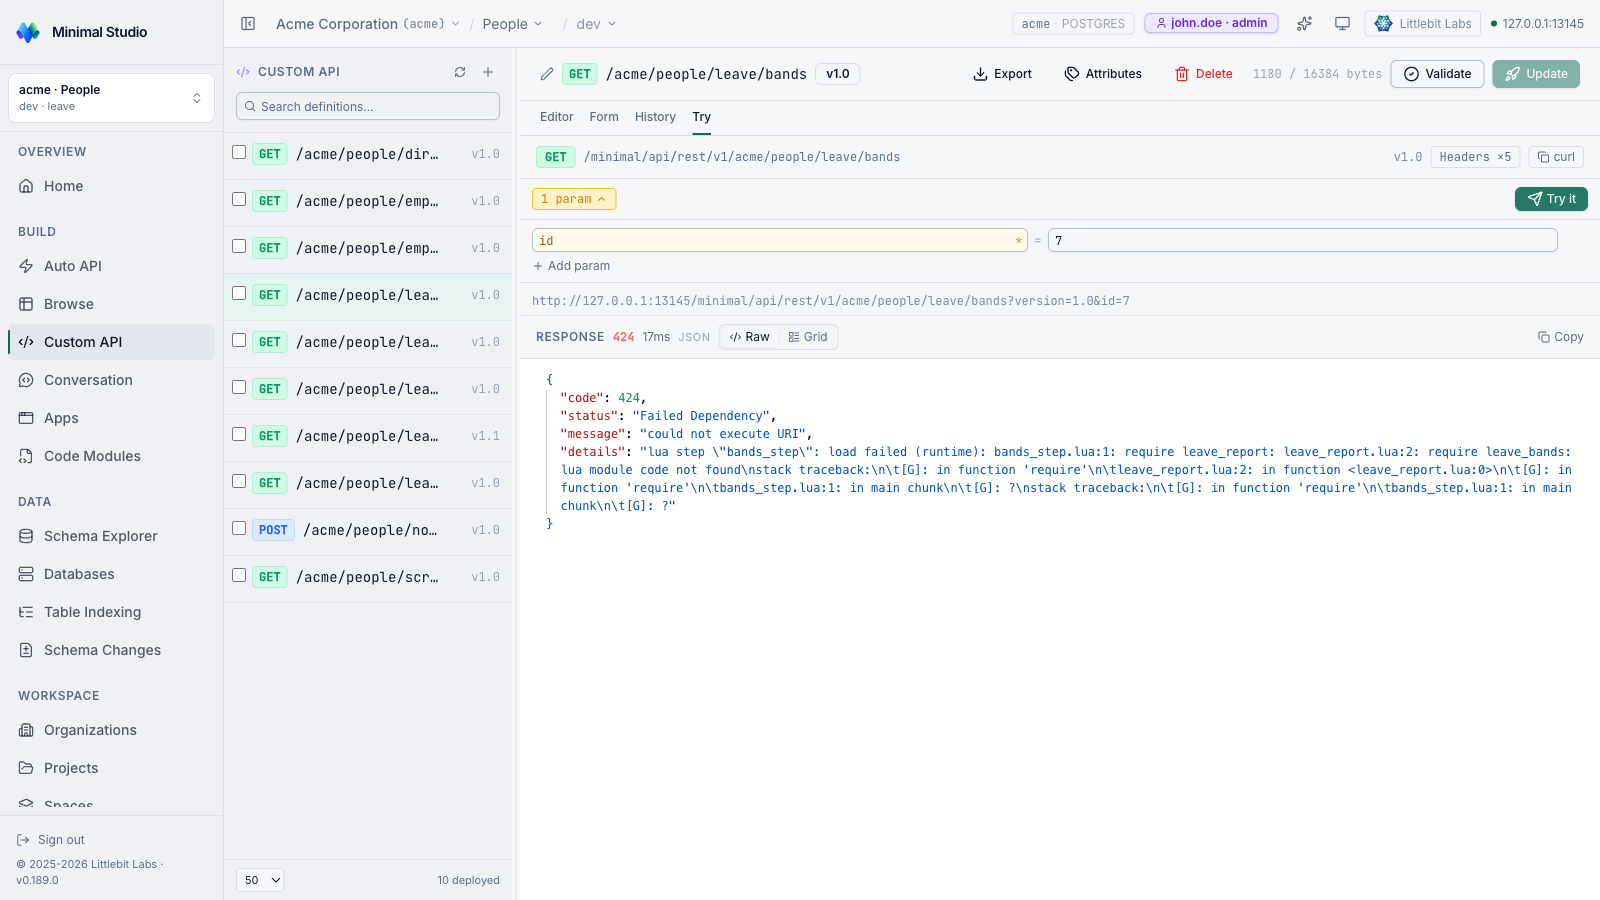 Minimal Studio
acme · People
dev · leave
OVERVIEW
Home
BUILD
Auto API
Browse
Custom API
Conversation
Apps
Code Modules
DATA
Schema Explorer
Databases
Table Indexing
Schema Changes
WORKSPACE
Organizations
Projects
Spaces
Sign out
© 2025-2026 Littlebit Labs ·
v0.189.0
Acme Corporation (acme) / People / dev
acme · POSTGRES
john.doe · admin
Littlebit Labs
127.0.0.1:13145
CUSTOM API
Search definitions...
GET /acme/people/dir... v1.0
GET /acme/people/emp... v1.0
GET /acme/people/emp... v1.0
GET /acme/people/lea... v1.0
GET /acme/people/lea... v1.0
GET /acme/people/lea... v1.0
GET /acme/people/lea... v1.1
GET /acme/people/lea... v1.0
POST /acme/people/no... v1.0
GET /acme/people/scr... v1.0
50
10 deployed
GET /acme/people/leave/bands v1.0
Export
Attributes
Delete
1180 / 16384 bytes
Validate
Update
Editor Form History Try
GET /minimal/api/rest/v1/acme/people/leave/bands
v1.0 Headers ×5 curl
1 param
Try it
id * = 7
+ Add param
http://127.0.0.1:13145/minimal/api/rest/v1/acme/people/leave/bands?version=1.0&id=7
RESPONSE 424 17ms JSON Raw Grid
Copy
{
"code": 424,
"status": "Failed Dependency",
"message": "could not execute URI",
"details": "lua step \"bands_step\": load failed (runtime): bands_step.lua:1: require leave_report: leave_report.lua:2: require leave_bands:
lua module code not found\nstack traceback:\n\t[G]: in function 'require'\n\tleave_report.lua:2: in function <leave_report.lua:0>\n\t[G]: in
function 'require'\n\tbands_step.lua:1: in main chunk\n\t[G]: ?\nstack traceback:\n\t[G]: in function 'require'\n\tbands_step.lua:1: in main
chunk\n\t[G]: ?"
}